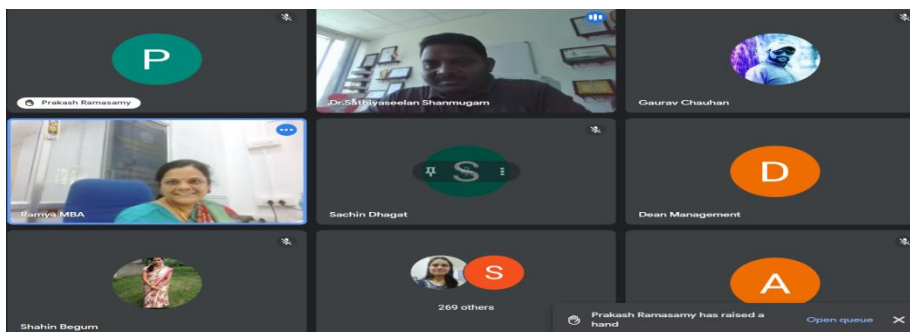 P
Prakash Ramasamy
Dr.Sathiyaseelan Shanmugam
Gaurav Chauhan
Ramya MBA
S
Sachin Dhagat
D
Dean Management
Shahin Begum
S
269 others
A
Prakash Ramasamy has raised a
hand
Open queue